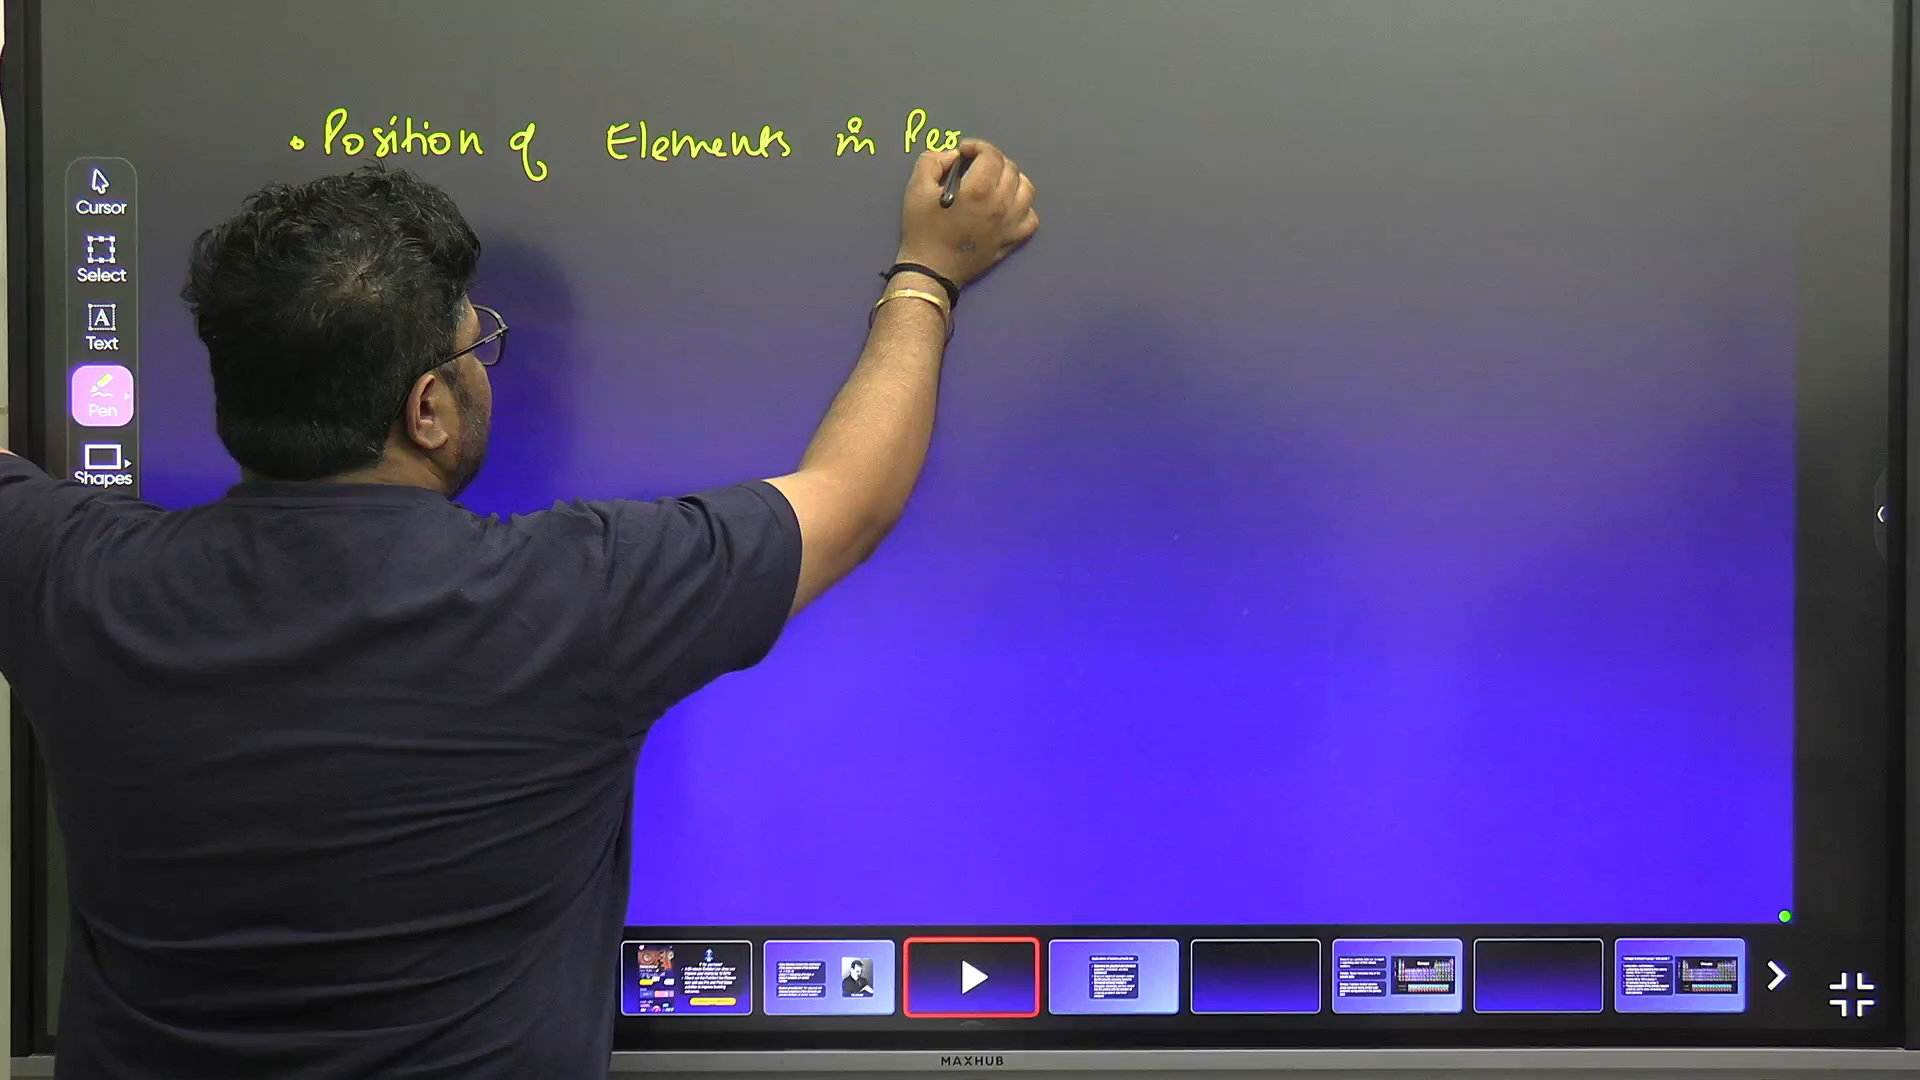 • Position of Elements in Per
Cursor
Select
Text
Pen
Shapes
MAXHUB